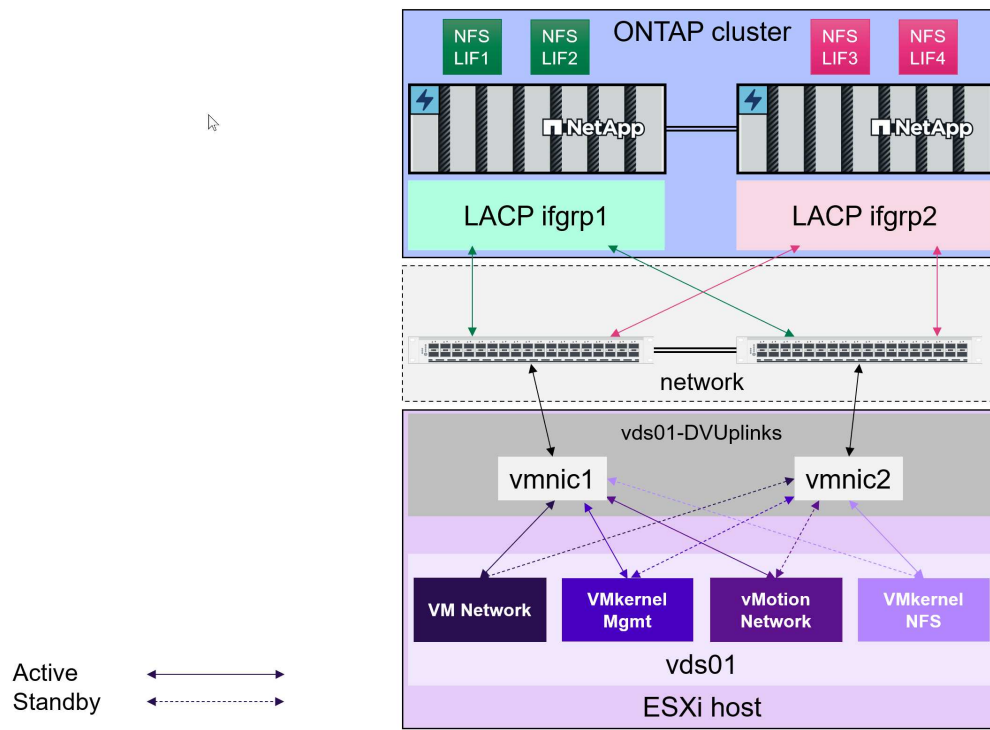 ONTAP cluster
NFS
LIF1
NFS
LIF2
NFS
LIF3
NFS
LIF4
NetApp
NetApp
LACP ifgrp1
LACP ifgrp2
network
vds01-DVUplinks
vmnic1
vmnic2
VM Network
VMkernel
Mgmt
vMotion
Network
VMkernel
NFS
vds01
ESXi host
Active
Standby